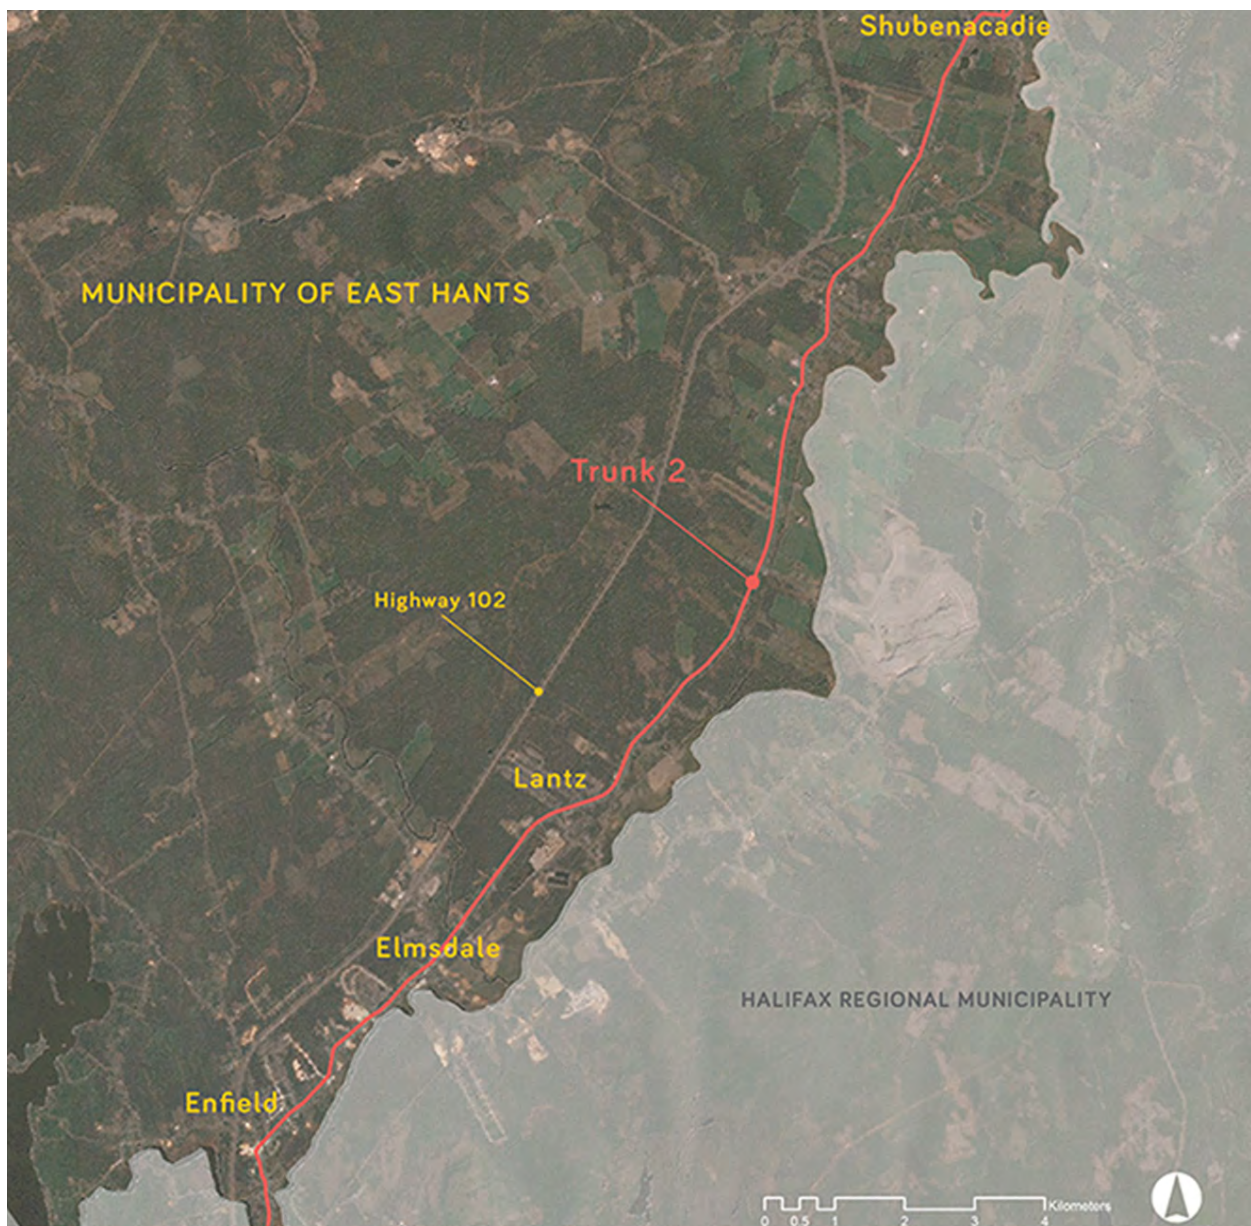 Shubenacadie
MUNICIPALITY OF EAST HANTS
Trunk 2
Highway 102
Lantz
Elmsdale
HALIFAX REGIONAL MUNICIPALITY
Enfield
Kilometers
0 0.5 1 2 3 4